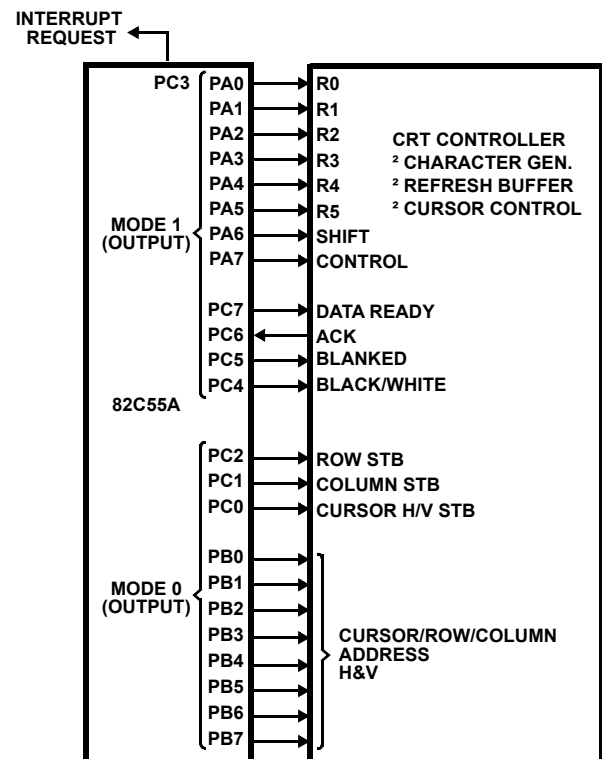 INTERRUPT
REQUEST
PC3 PA0 R0
PA1 R1
PA2 R2
PA3 R3
PA4 R4
PA5 R5
PA6 SHIFT
PA7 CONTROL
CRT CONTROLLER
² CHARACTER GEN.
² REFRESH BUFFER
² CURSOR CONTROL
MODE 1
(OUTPUT)
PC7 DATA READY
PC6 ACK
PC5 BLANKED
PC4 BLACK/WHITE
82C55A
PC2 ROW STB
PC1 COLUMN STB
PC0 CURSOR H/V STB
MODE 0
(OUTPUT)
PB0
PB1
PB2
PB3
PB4
PB5
PB6
PB7
CURSOR/ROW/COLUMN
ADDRESS
H&V